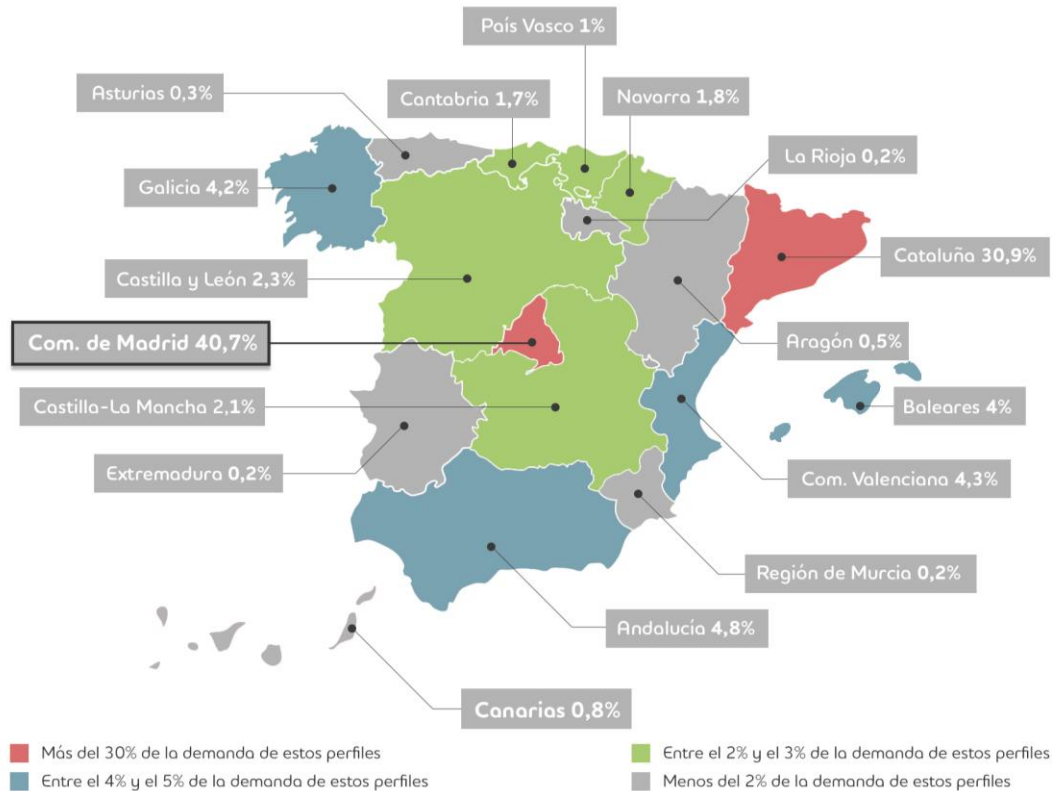 País Vasco 1%
Asturias 0,3%
Cantabria 1,7%
Navarra 1,8%
La Rioja 0,2%
Galicia 4,2%
Cataluña 30,9%
Castilla y León 2,3%
Com. de Madrid 40,7%
Aragón 0,5%
Castilla-La Mancha 2,1%
Baleares 4%
Extremadura 0,2%
Com. Valenciana 4,3%
Región de Murcia 0,2%
Andalucía 4,8%
Canarias 0,8%
Más del 30% de la demanda de estos perfiles
Entre el 4% y el 5% de la demanda de estos perfiles
Entre el 2% y el 3% de la demanda de estos perfiles
Menos del 2% de la demanda de estos perfiles